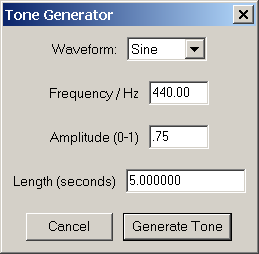 Tone Generator
Waveform: Sine
Frequency / Hz 440.00
Amplitude (0-1) .75
Length (seconds) 5.000000
Cancel Generate Tone